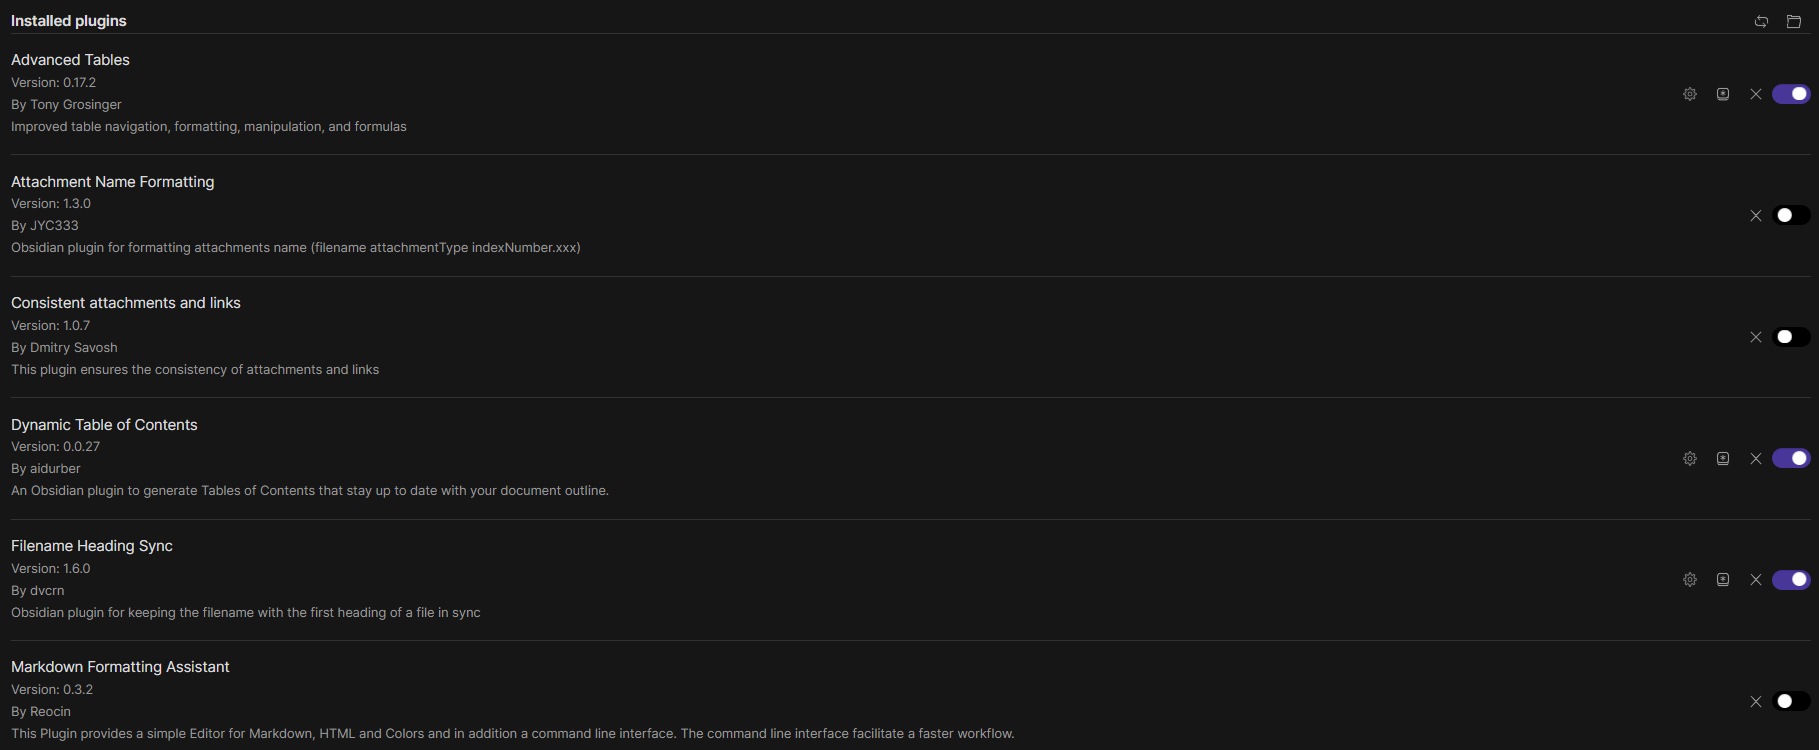 Installed plugins
Advanced Tables
Version: 0.17.2
By Tony Grosinger
Improved table navigation, formatting, manipulation, and formulas
Attachment Name Formatting
Version: 1.3.0
By JYC333
Obsidian plugin for formatting attachments name (filename attachmentType indexNumber.xxx)
Consistent attachments and links
Version: 1.0.7
By Dmitry Savosh
This plugin ensures the consistency of attachments and links
Dynamic Table of Contents
Version: 0.0.27
By aidurber
An Obsidian plugin to generate Tables of Contents that stay up to date with your document outline.
Filename Heading Sync
Version: 1.6.0
By dvcrn
Obsidian plugin for keeping the filename with the first heading of a file in sync
Markdown Formatting Assistant
Version: 0.3.2
By Reocin
This Plugin provides a simple Editor for Markdown, HTML and Colors and in addition a command line interface. The command line interface facilitate a faster workflow.